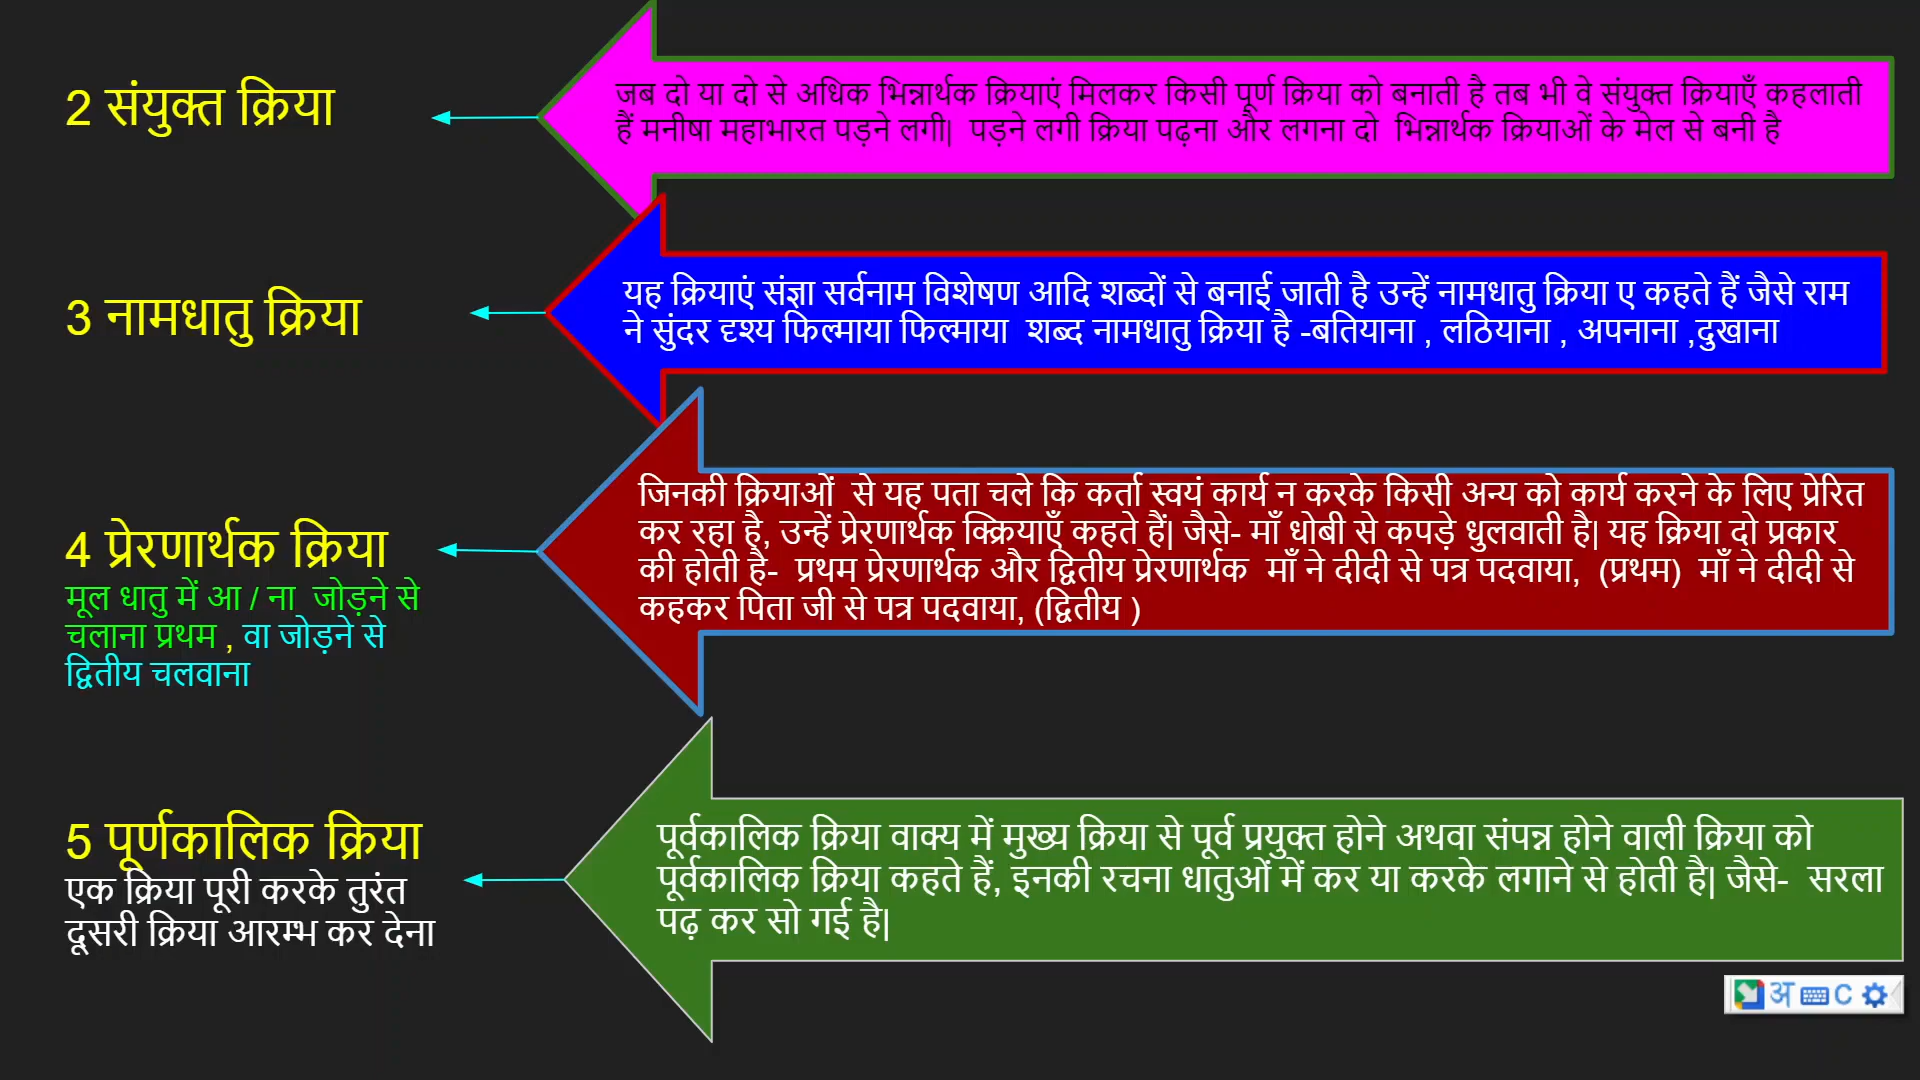 2 संयुक्त क्रिया
जब दो या दो से अधिक भिन्नार्थक क्रियाएं मिलकर किसी पूर्ण क्रिया को बनाती है तब भी वे संयुक्त क्रियाएँ कहलाती
हैं मनीषा महाभारत पड़ने लगी| पड़ने लगी क्रिया पढ़ना और लगना दो भिन्नार्थक क्रियाओं के मेल से बनी है
3 नामधातु क्रिया
यह क्रियाएं संज्ञा सर्वनाम विशेषण आदि शब्दों से बनाई जाती है उन्हें नामधातु क्रिया ए कहते हैं जैसे राम
ने सुंदर दृश्य फिल्माया फिल्माया शब्द नामधातु क्रिया है -बतियाना , लठियाना , अपनाना ,दुखाना
4 प्रेरणार्थक क्रिया
मूल धातु में आ / ना जोड़ने से
चलाना प्रथम , वा जोड़ने से
द्वितीय चलवाना
जिनकी क्रियाओं से यह पता चले कि कर्ता स्वयं कार्य न करके किसी अन्य को कार्य करने के लिए प्रेरित
कर रहा है, उन्हें प्रेरणार्थक क्क्रियाएँ कहते हैं| जैसे- माँ धोबी से कपड़े धुलवाती है| यह क्रिया दो प्रकार
की होती है- प्रथम प्रेरणार्थक और द्वितीय प्रेरणार्थक माँ ने दीदी से पत्र पदवाया, (प्रथम) माँ ने दीदी से
कहकर पिता जी से पत्र पदवाया, (द्वितीय )
5 पूर्णकालिक क्रिया
एक क्रिया पूरी करके तुरंत
दूसरी क्रिया आरम्भ कर देना
पूर्वकालिक क्रिया वाक्य में मुख्य क्रिया से पूर्व प्रयुक्त होने अथवा संपन्न होने वाली क्रिया को
पूर्वकालिक क्रिया कहते हैं, इनकी रचना धातुओं में कर या करके लगाने से होती है| जैसे- सरला
पढ़ कर सो गई है|
अ C